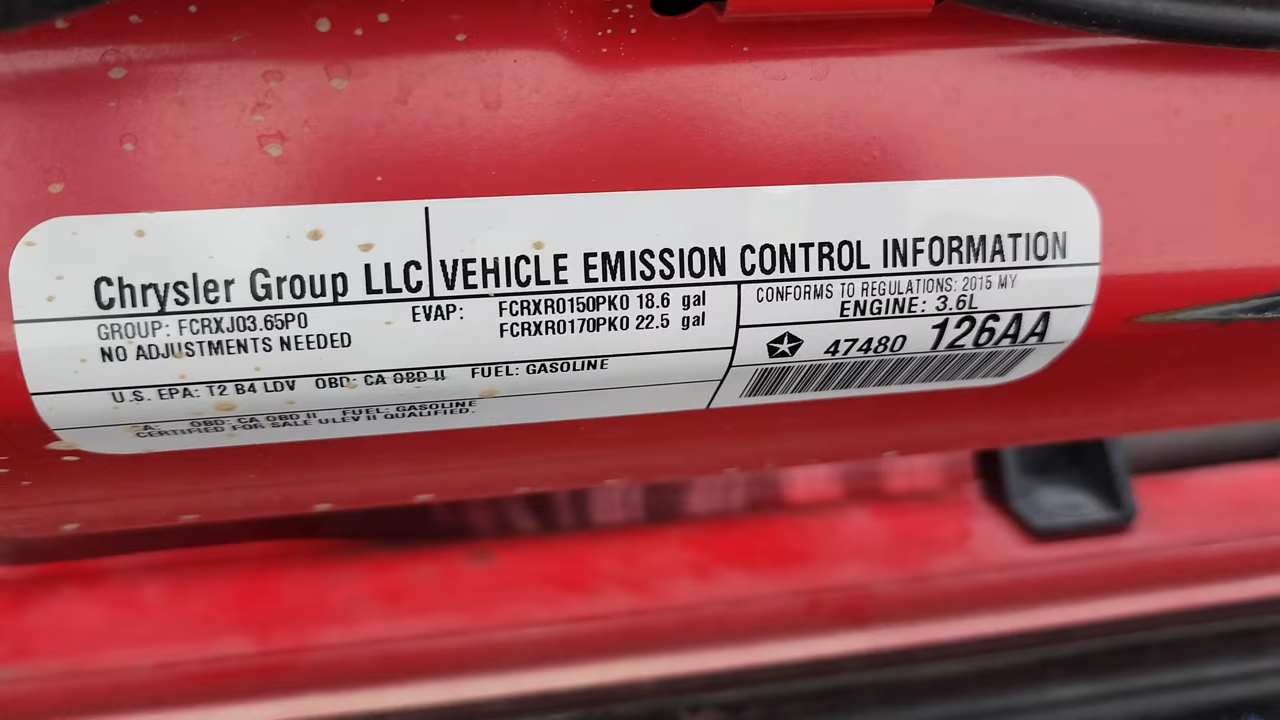 Chrysler Group LLC VEHICLE EMISSION CONTROL INFORMATION
GROUP: FCRXJ03.65P0
NO ADJUSTMENTS NEEDED
EVAP: FCRXR0150PK0 18.6 gal
FCRXR0170PK0 22.5 gal
CONFORMS TO REGULATIONS: 2015 MY
ENGINE: 3.6L
47480 126AA
U.S. EPA: T2 B4 LDV OBD: CA OBD II FUEL: GASOLINE
OBD: CA OBD II FUEL: GASOLINE
CERTIFIED FOR SALE ULEV II QUALIFIED.